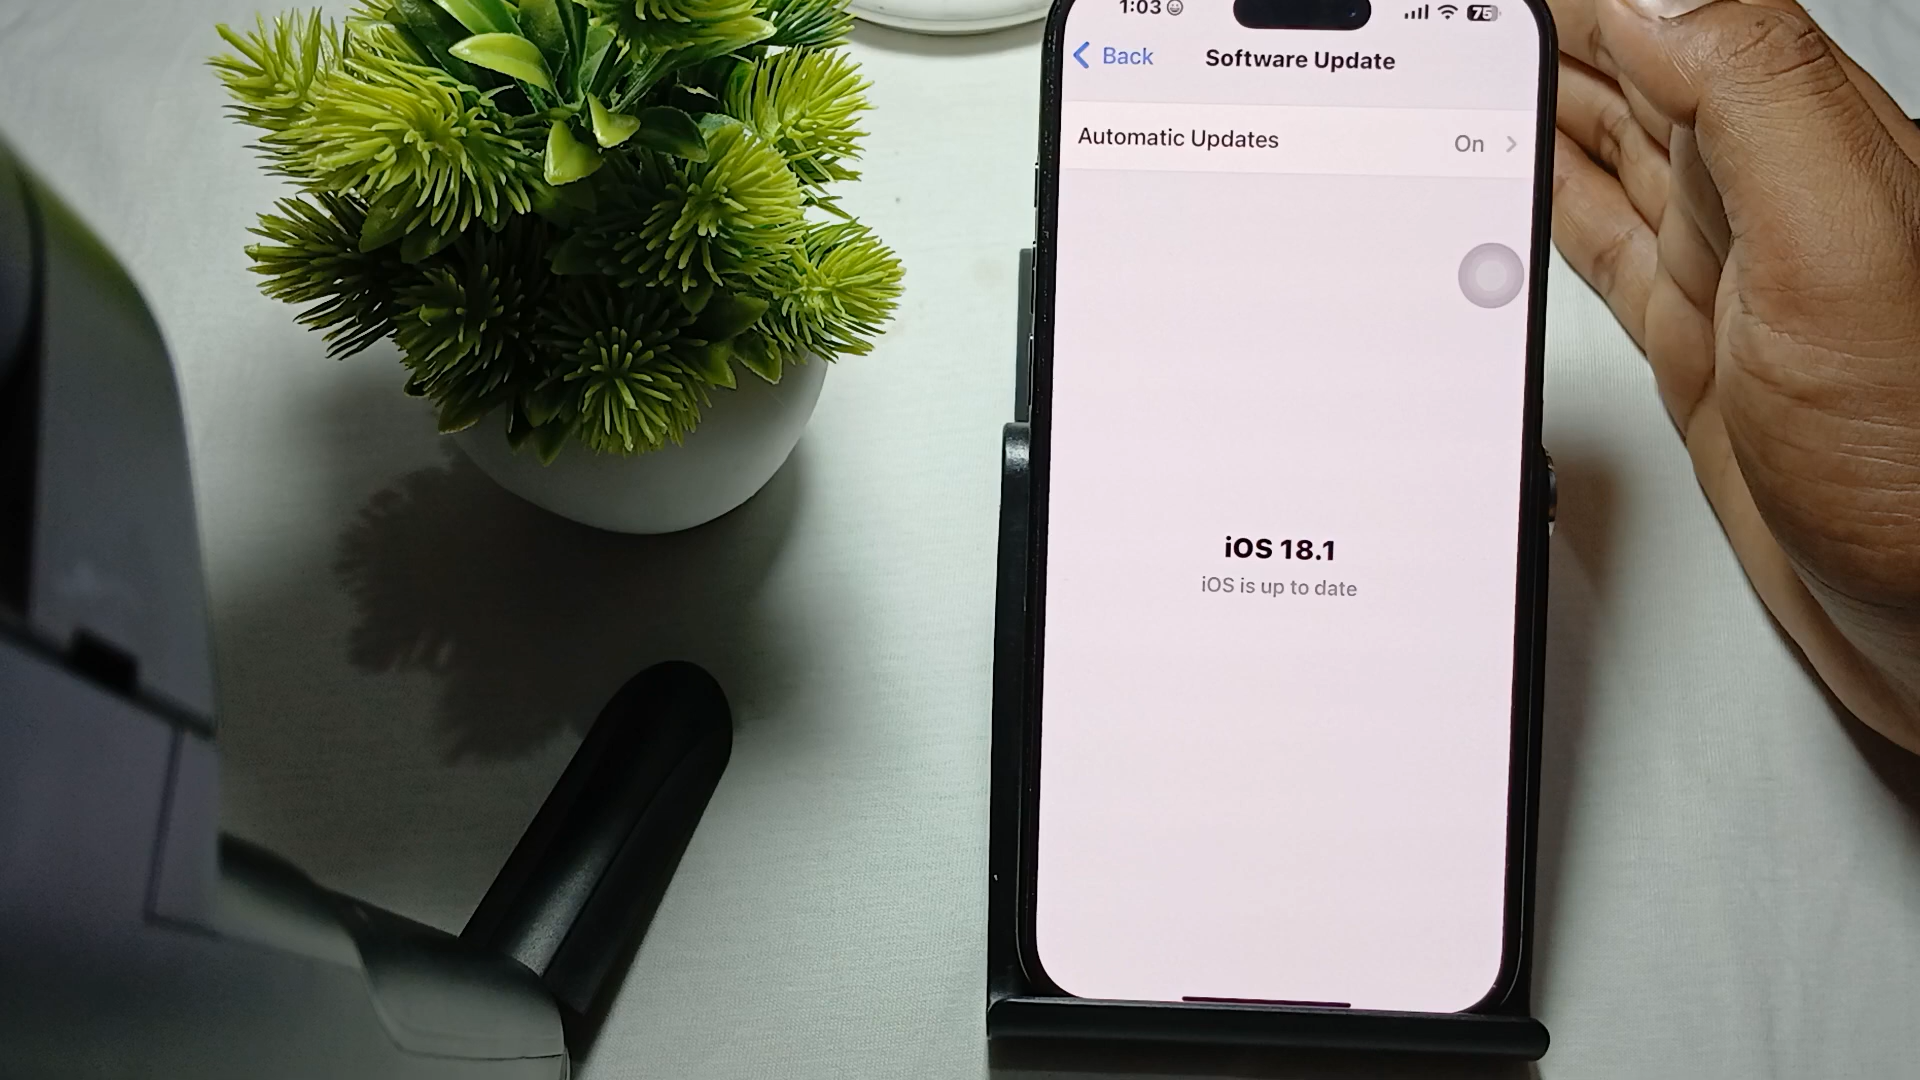 1:03
75
Back
Software Update
Automatic Updates
On
iOS 18.1
iOS is up to date